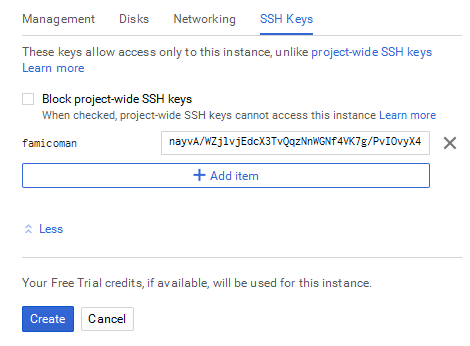 Management Disks Networking SSH Keys
These keys allow access only to this instance, unlike project-wide SSH keys
Learn more
Block project-wide SSH keys
When checked, project-wide SSH keys cannot access this instance Learn more
famicoman nayvA/WZjlvjEdcX3TvQqzNnWGNf4VK7g/PvIOvyX4
Add item
Less
Your Free Trial credits, if available, will be used for this instance.
Create Cancel